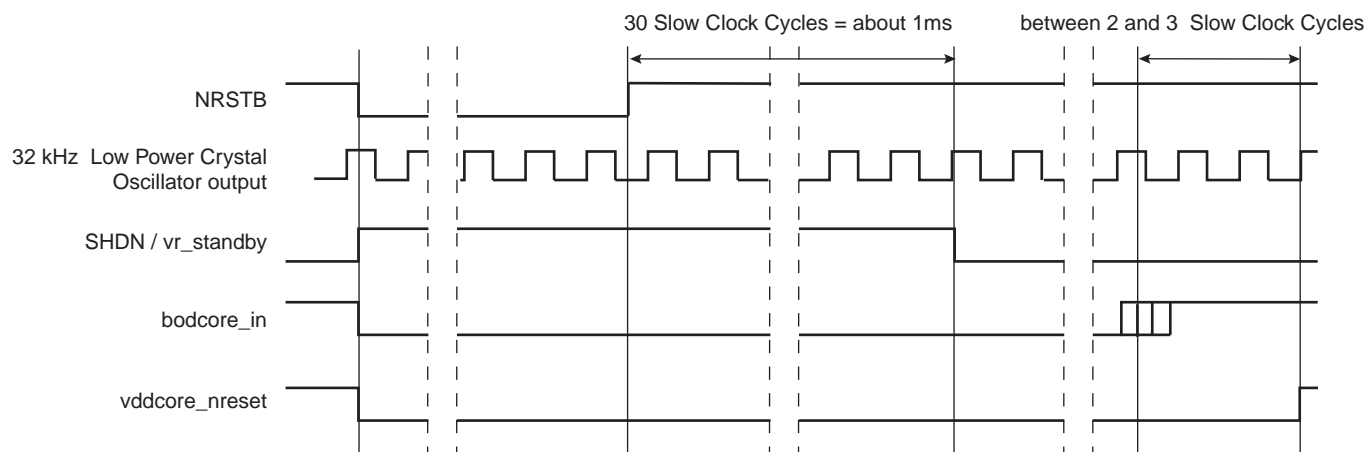 30 Slow Clock Cycles = about 1ms
between 2 and 3 Slow Clock Cycles
NRSTB
32 kHz Low Power Crystal
Oscillator output
SHDN / vr_standby
bodcore_in
vddcore_nreset